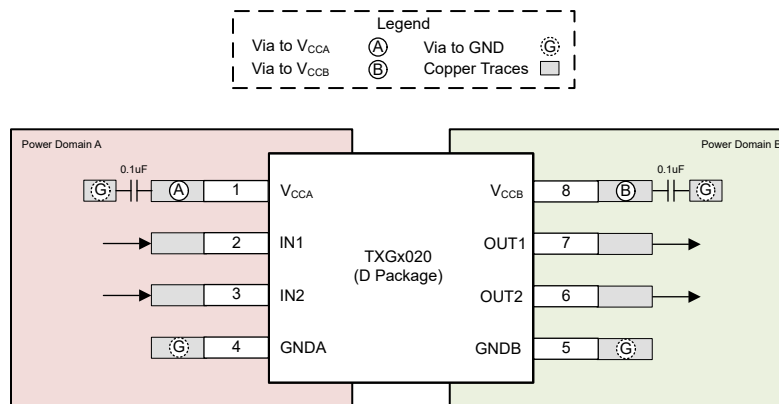 Legend
Via to VCCA A Via to GND G
Via to VCCB B Copper Traces
Power Domain A Power Domain B
0.1uF 0.1uF
G A 1 VCCA VCCB 8 B G
2 IN1 OUT1 7
TXGx020
(D Package)
3 IN2 OUT2 6
G 4 GNDA GNDB 5 G